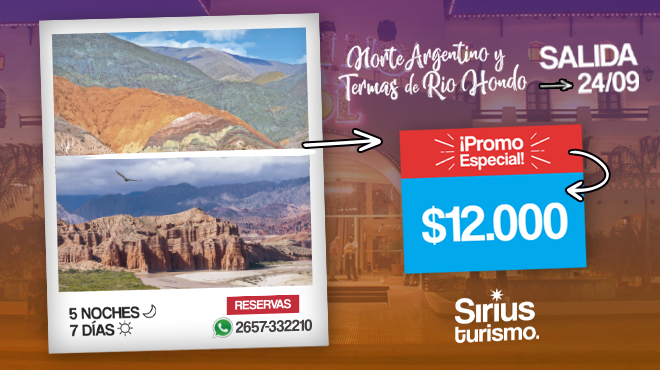 Norte Argentino y
Termas de Rio Hondo
SALIDA
24/09
¡Promo
Especial!
$12.000
5 NOCHES
7 DÍAS
RESERVAS
2657-332210
Sirius
turismo.